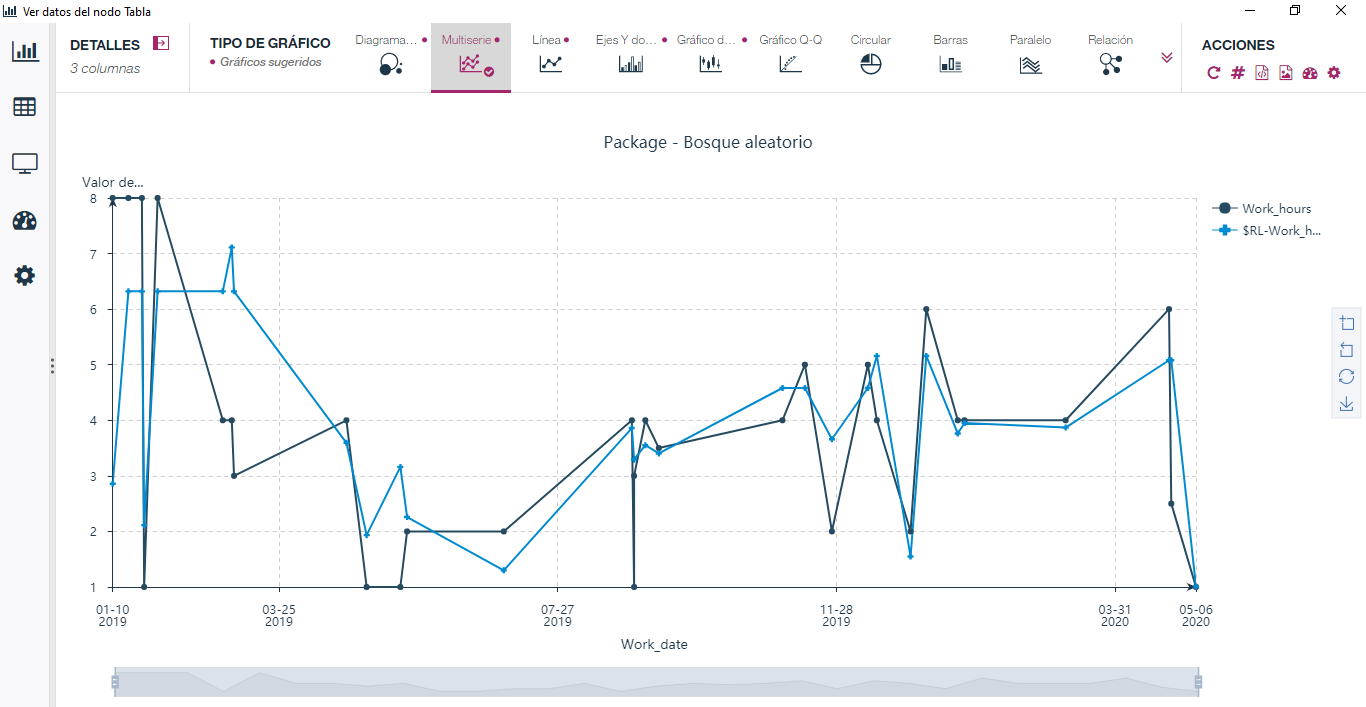 Ver datos del nodo Tabla
DETALLES
3 columnas
TIPO DE GRÁFICO
Gráficos sugeridos
Diagrama...
Multiserie
Línea
Ejes Y do...
Gráfico d...
Gráfico Q-Q
Circular
Barras
Paralelo
Relación
ACCIONES
Package - Bosque aleatorio
Valor de...
8
7
6
5
4
3
2
1
Work_hours
$RL-Work_h...
01-10
2019
03-25
2019
07-27
2019
11-28
2019
03-31
2020
05-06
2020
Work_date